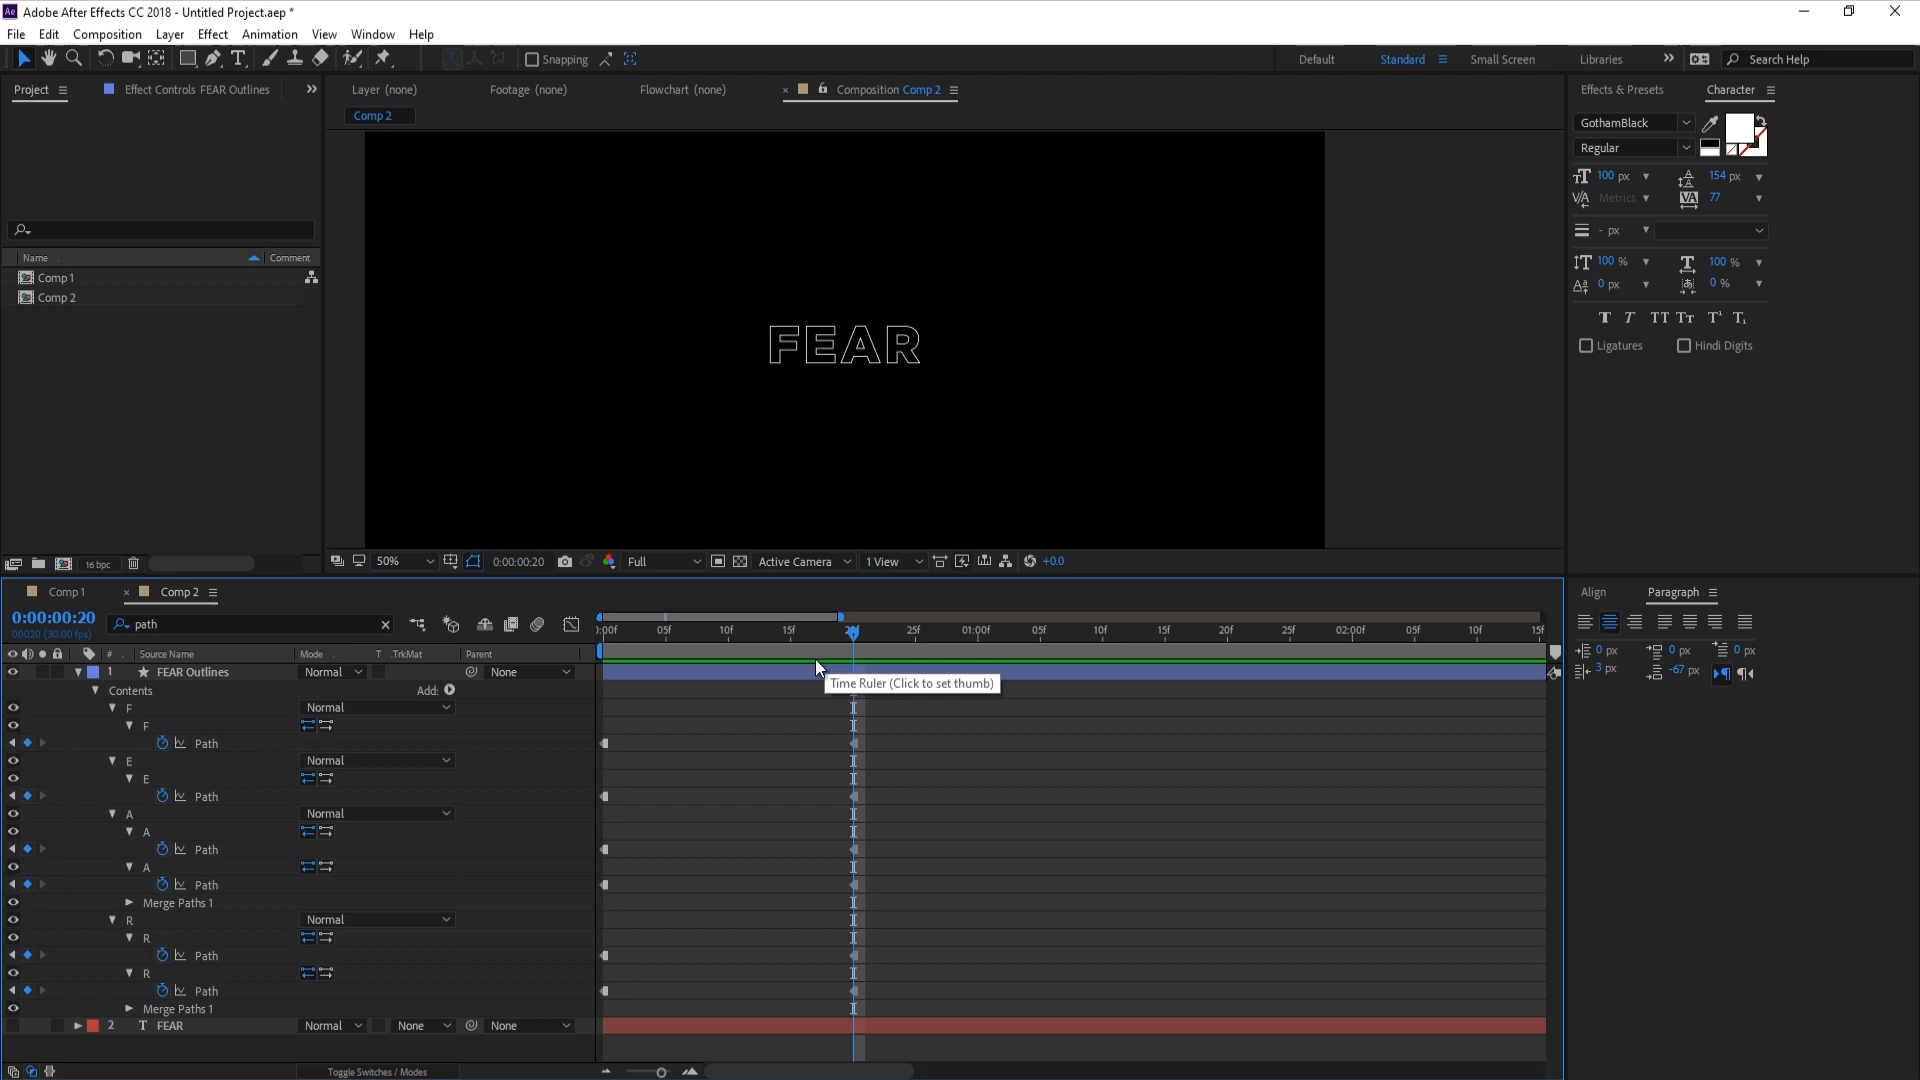 Adobe After Effects CC 2018 - Untitled Project.aep *
File Edit Composition Layer Effect Animation View Window Help
Snapping Default Standard Small Screen Libraries Search Help
Project Effect Controls FEAR Outlines Layer (none) Footage (none) Flowchart (none) Composition Comp 2 Effects & Presets Character
Comp 2
GothamBlack
Regular
100 px 154 px
Metrics 77
- px
100 % 100 %
0 px 0 %
Ligatures Hindi Digits
Name Comment
Comp 1
Comp 2
FEAR
16 bpc 50% 0:00:00:20 Full Active Camera 1 View +0.0
Comp 1 Comp 2 Align Paragraph
0:00:00:20
00020 (30.00 fps)
path
:00f 05f 10f 15f 20f 25f 01:00f 05f 10f 15f 20f 25f 02:00f 05f 10f 15f
0 px 0 px 0 px
3 px -67 px
# Source Name Mode T .TrkMat Parent
1 FEAR Outlines Normal None
Time Ruler (Click to set thumb)
Contents Add:
F Normal
F
Path
E Normal
E
Path
A Normal
A
Path
A
Path
Merge Paths 1
R Normal
R
Path
R
Path
Merge Paths 1
2 T FEAR Normal None None
Toggle Switches / Modes